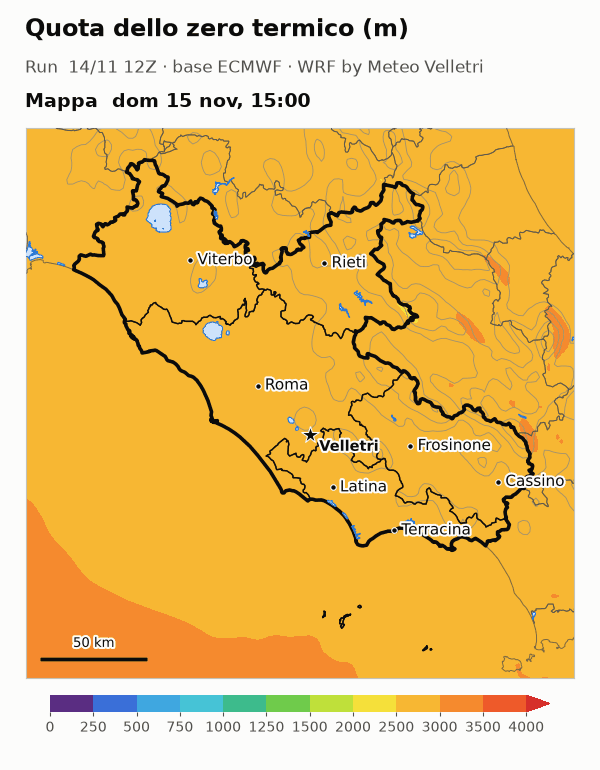 Quota dello zero termico (m)
Run  14/11 12Z · base ECMWF · WRF by Meteo Velletri
Mappa  dom 15 nov, 15:00
Viterbo
Rieti
Roma
Velletri
Frosinone
Latina
Cassino
Terracina
50 km
0 250 500 750 1000 1250 1500 2000 2500 3000 3500 4000